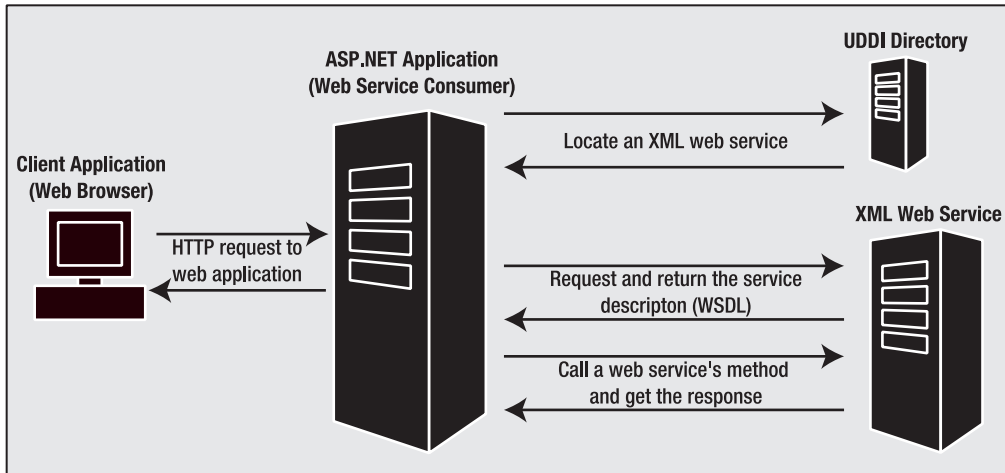 UDDI Directory
ASP.NET Application
(Web Service Consumer)
Locate an XML web service
Client Application
(Web Browser)
XML Web Service
HTTP request to
web application
Request and return the service
descripton (WSDL)
Call a web service's method
and get the response